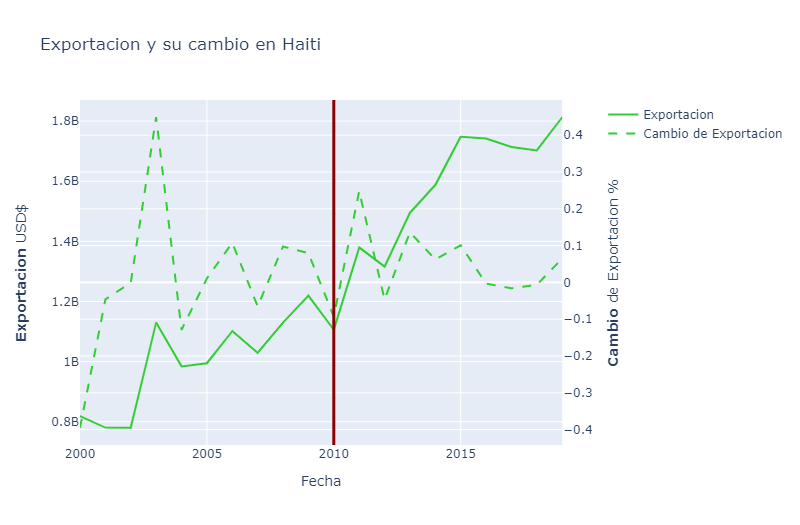 Exportacion y su cambio en Haiti
Exportacion
Cambio de Exportacion
1.8B
1.6B
1.4B
1.2B
1B
0.8B
0.4
0.3
0.2
0.1
0
−0.1
−0.2
−0.3
−0.4
2000
2005
2010
2015
Fecha
Exportacion USD$
Cambio de Exportacion %